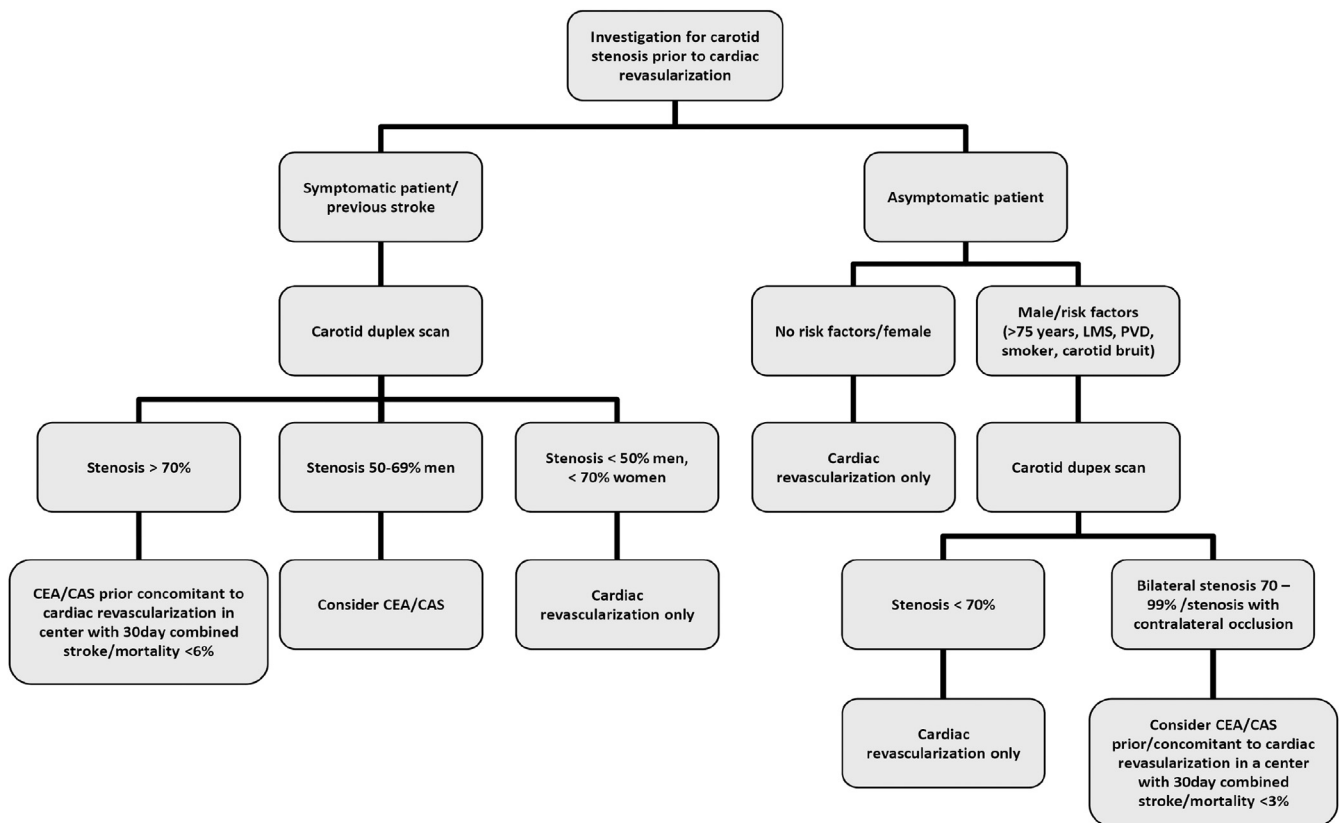 Investigation for carotid
stenosis prior to cardiac
revasularization
Symptomatic patient/
previous stroke
Asymptomatic patient
Carotid duplex scan
No risk factors/female
Male/risk factors
(>75 years, LMS, PVD,
smoker, carotid bruit)
Stenosis > 70%
Stenosis 50-69% men
Stenosis < 50% men,
< 70% women
Cardiac
revascularization only
Carotid dupex scan
CEA/CAS prior concomitant to
cardiac revascularization in
center with 30day combined
stroke/mortality <6%
Consider CEA/CAS
Cardiac
revascularization only
Stenosis < 70%
Bilateral stenosis 70 –
99% /stenosis with
contralateral occlusion
Cardiac
revascularization only
Consider CEA/CAS
prior/concomitant to cardiac
revasularization in a center
with 30day combined
stroke/mortality <3%